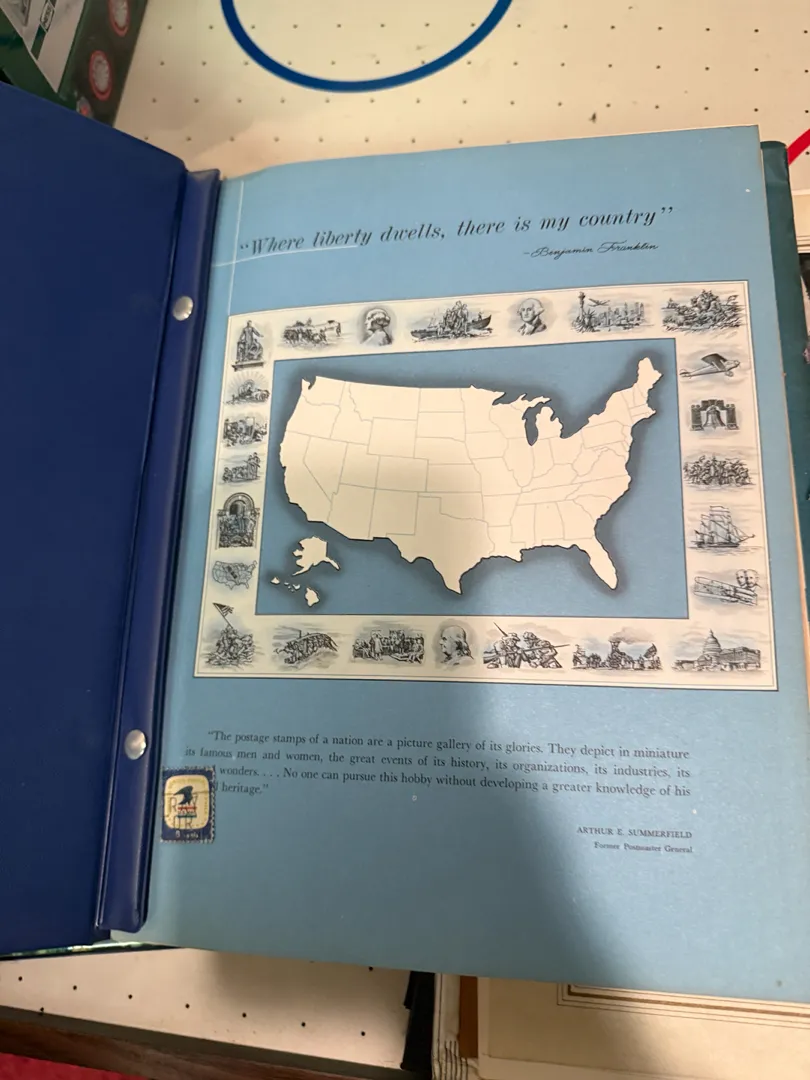 “Where liberty dwells, there is my country”
–Benjamin Franklin
“The postage stamps of a nation are a picture gallery of its glories. They depict in miniature
its famous men and women, the great events of its history, its organizations, its industries, its
wonders. . . . No one can pursue this hobby without developing a greater knowledge of his
heritage.”
ARTHUR E. SUMMERFIELD
Former Postmaster General